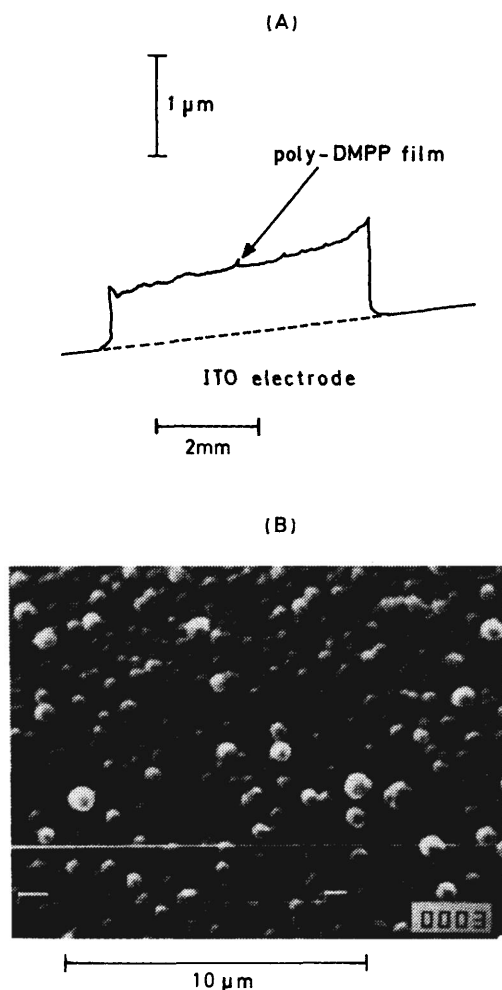 (A)
1 μm
poly-DMPP film
ITO electrode
2mm
(B)
0003
10 μm